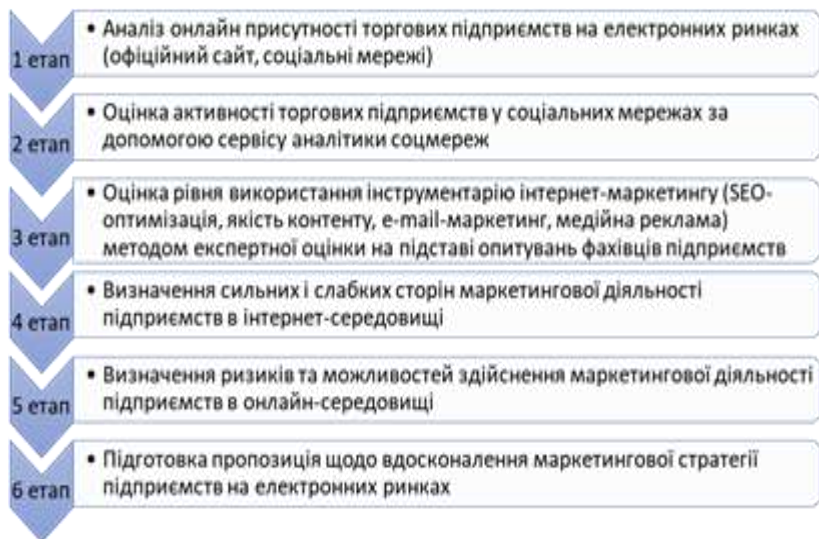 1 етап
• Аналіз онлайн присутності торгових підприємств на електронних ринках
(офіційний сайт, соціальні мережі)
2 етап
• Оцінка активності торгових підприємств у соціальних мережах за
допомогою сервісу аналітики соцмереж
3 етап
• Оцінка рівня використання інструментарію інтернет-маркетингу (SEO-
оптимізація, якість контенту, e-mail-маркетинг, медійна реклама)
методом експертної оцінки на підставі опитувань фахівців підприємств
4 етап
• Визначення сильних і слабких сторін маркетингової діяльності
підприємств в інтернет-середовищі
5 етап
• Визначення ризиків та можливостей здійснення маркетингової діяльності
підприємств в онлайн-середовищі
6 етап
• Підготовка пропозиція щодо вдосконалення маркетингової стратегії
підприємств на електронних ринках